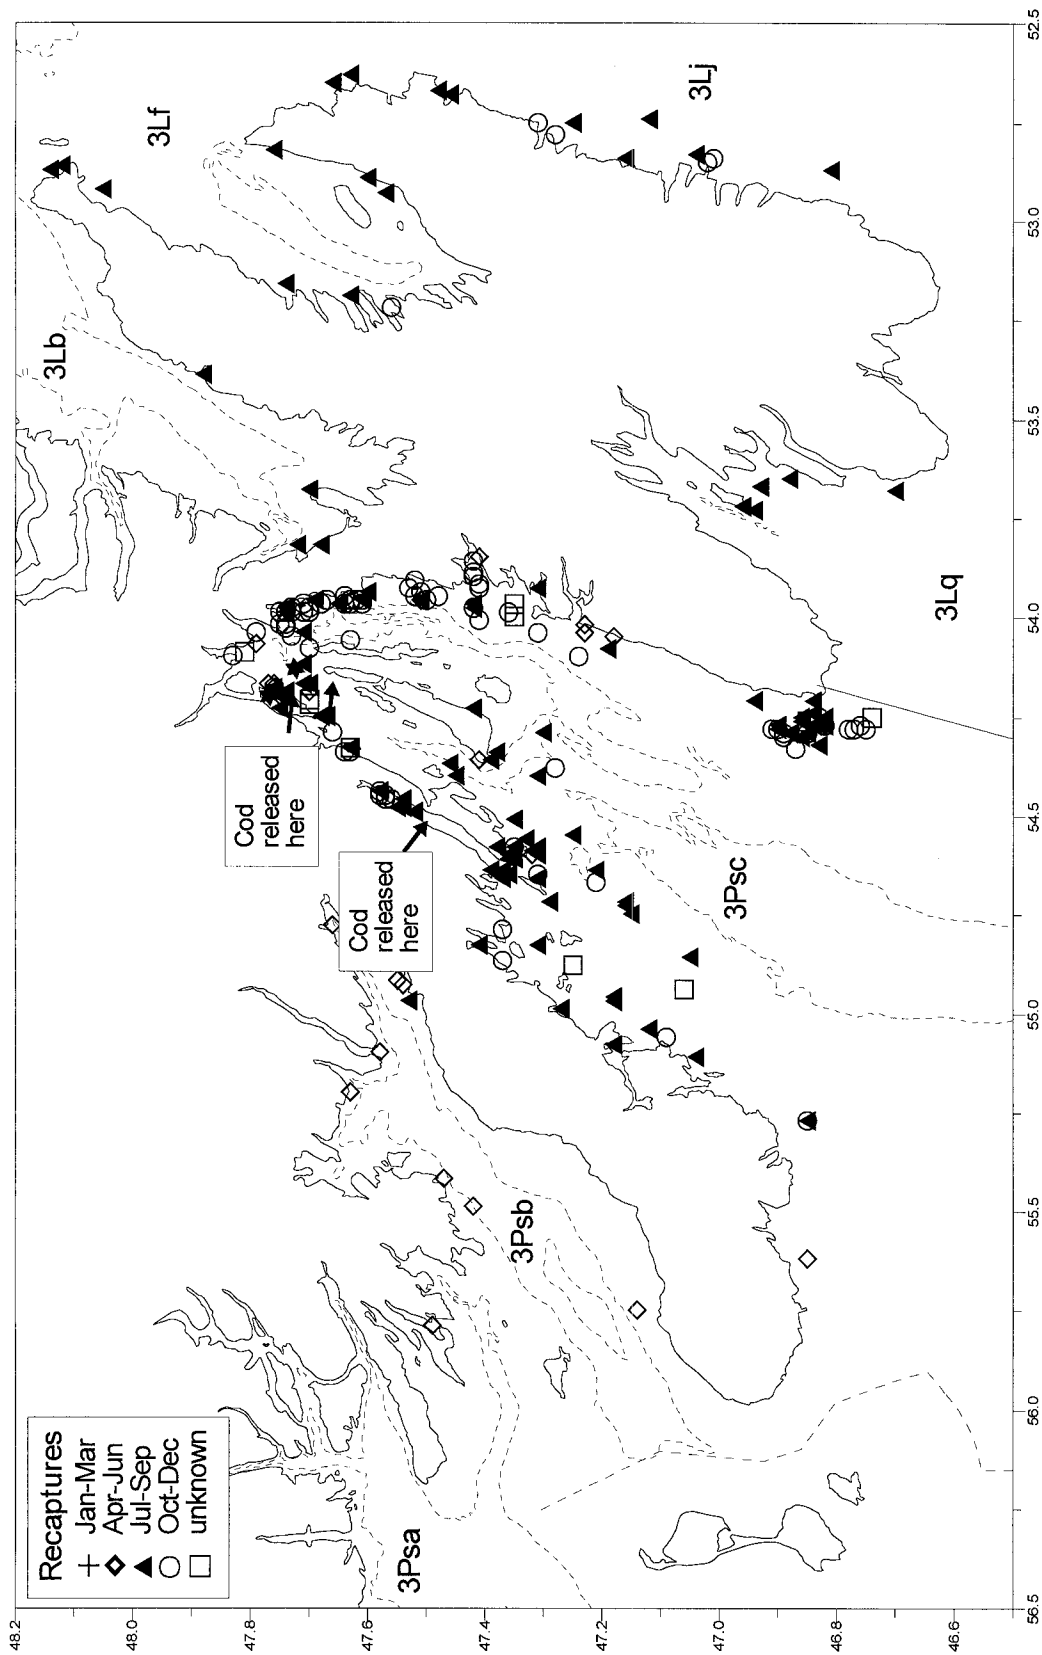 Recaptures
Jan-Mar
Apr-Jun
Jul-Sep
Oct-Dec
unknown
3Psa
3Psb
3Psc
3Lb
3Lf
3Lj
3Lq
Cod
released
here
Cod
released
here
48.2
48.0
47.8
47.6
47.4
47.2
47.0
46.8
46.6
56.5
56.0
55.5
55.0
54.5
54.0
53.5
53.0
52.5